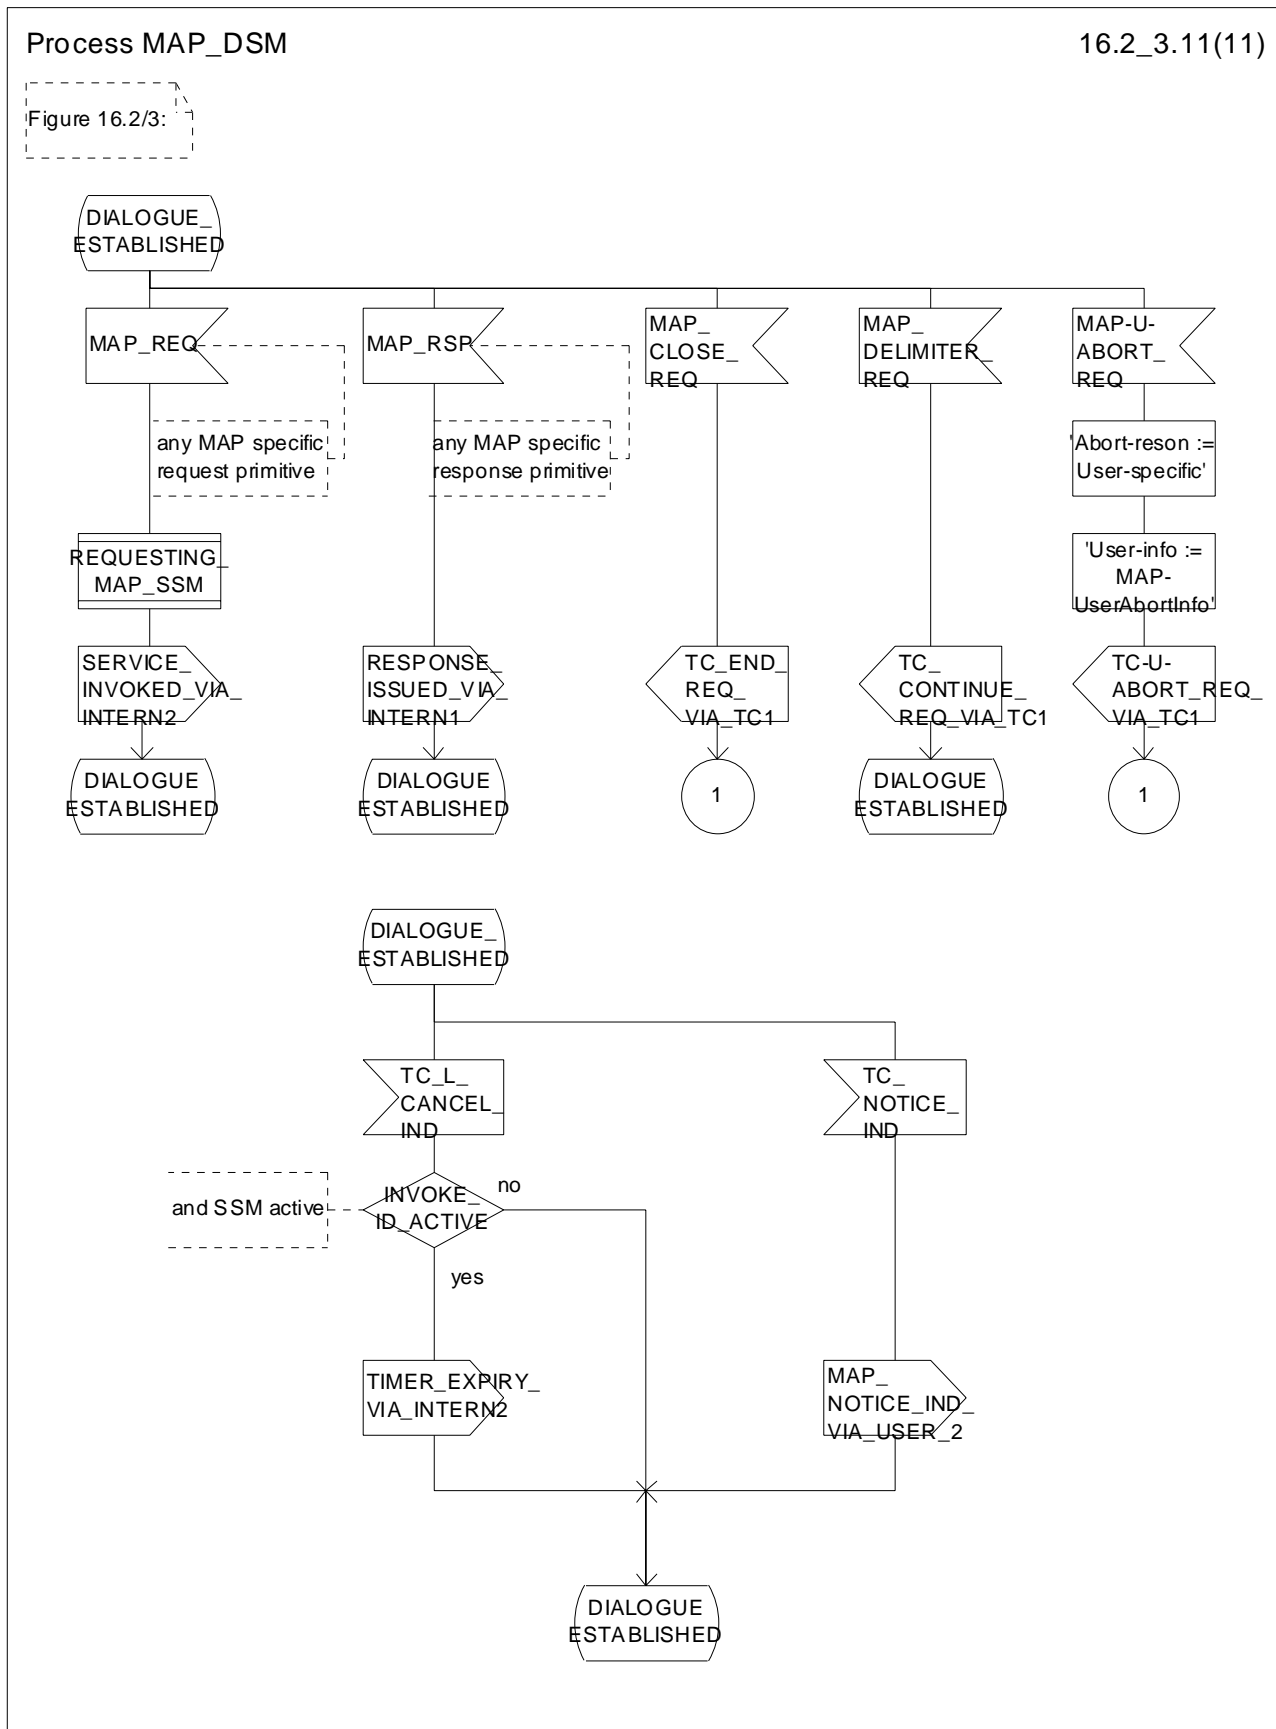 Process MAP_DSM
16.2_3.11(11)
Figure 16.2/3:
DIALOGUE_
ESTABLISHED
MAP_REQ
MAP_RSP
MAP_
CLOSE_
REQ
MAP_
DELIMITER_
REQ
MAP-U-
ABORT_
REQ
any MAP specific
request primitive
any MAP specific
response primitive
'Abort-reson :=
User-specific'
REQUESTING_
MAP_SSM
'User-info :=
MAP-
UserAbortInfo'
SERVICE_
INVOKED_VIA_
INTERN2
RESPONSE_
ISSUED_VIA_
INTERN1
TC_END_
REQ_
VIA_TC1
TC_
CONTINUE_
REQ_VIA_TC1
TC-U-
ABORT_REQ_
VIA_TC1
DIALOGUE
ESTABLISHED
DIALOGUE
ESTABLISHED
1
DIALOGUE
ESTABLISHED
1
DIALOGUE_
ESTABLISHED
TC_L_
CANCEL_
IND
TC_
NOTICE_
IND
and SSM active
INVOKE_
ID_ACTIVE
no
yes
TIMER_EXPIRY_
VIA_INTERN2
MAP_
NOTICE_IND_
VIA_USER_2
DIALOGUE
ESTABLISHED